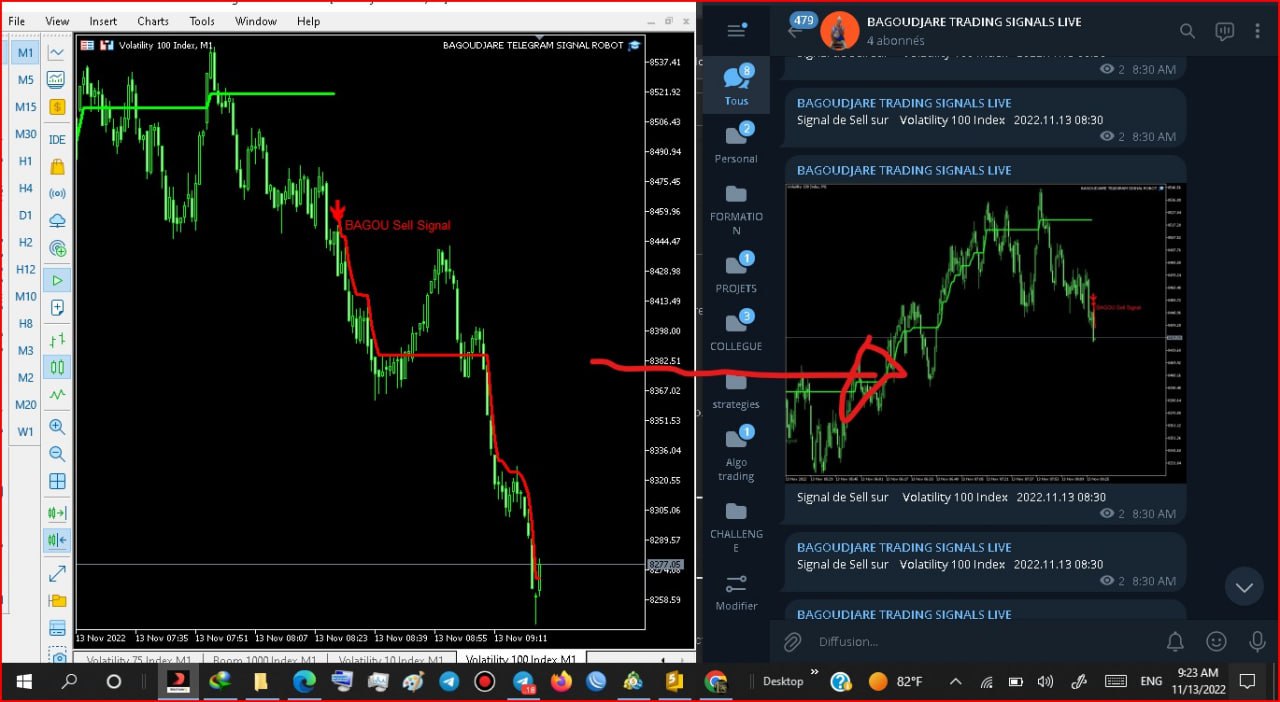 File View Insert Charts Tools Window Help
M1
M5
M15
M30
H1
H4
D1
H2
H12
M10
H8
M3
M2
M20
W1
IDE
Volatility 100 Index, M1
BAGOUDJARE TELEGRAM SIGNAL ROBOT
BAGOU Sell Signal
8537.41
8521.92
8506.43
8490.94
8475.45
8459.96
8444.47
8428.98
8413.49
8398.00
8382.51
8367.02
8351.53
8336.04
8320.55
8305.06
8289.57
8277.05
8274.08
8258.59
13 Nov 2022 13 Nov 07:35 13 Nov 07:51 13 Nov 08:07 13 Nov 08:23 13 Nov 08:39 13 Nov 08:55 13 Nov 09:11
Volatility 75 Index,M1 Boom 1000 Index,M1 Volatility 10 Index,M1 Volatility 100 Index,M1
479
BAGOUDJARE TRADING SIGNALS LIVE
4 abonnés
8
Tous
2
Personal
FORMATIO
N
1
PROJETS
3
COLLEGUE
strategies
1
Algo
trading
CHALLENG
E
Modifier
2 8:30 AM
BAGOUDJARE TRADING SIGNALS LIVE
Signal de Sell sur Volatility 100 Index 2022.11.13 08:30
2 8:30 AM
BAGOUDJARE TRADING SIGNALS LIVE
BAGOUDJARE TELEGRAM SIGNAL ROBOT
BAGOU Sell Signal
Signal de Sell sur Volatility 100 Index 2022.11.13 08:30
2 8:30 AM
BAGOUDJARE TRADING SIGNALS LIVE
Signal de Sell sur Volatility 100 Index 2022.11.13 08:30
2 8:30 AM
BAGOUDJARE TRADING SIGNALS LIVE
Diffusion...
18
Desktop
82°F
ENG
9:23 AM
11/13/2022